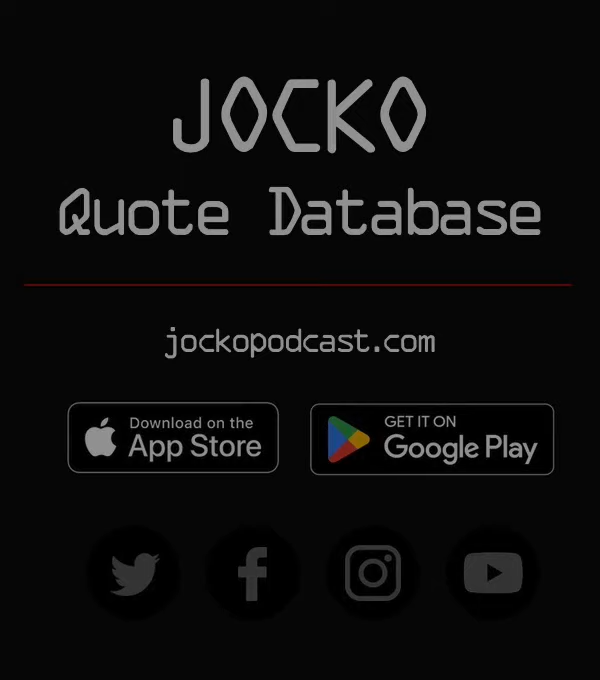 JOCKO
Quote Database
jockopodcast.com
Download on the
App Store
GET IT ON
Google Play